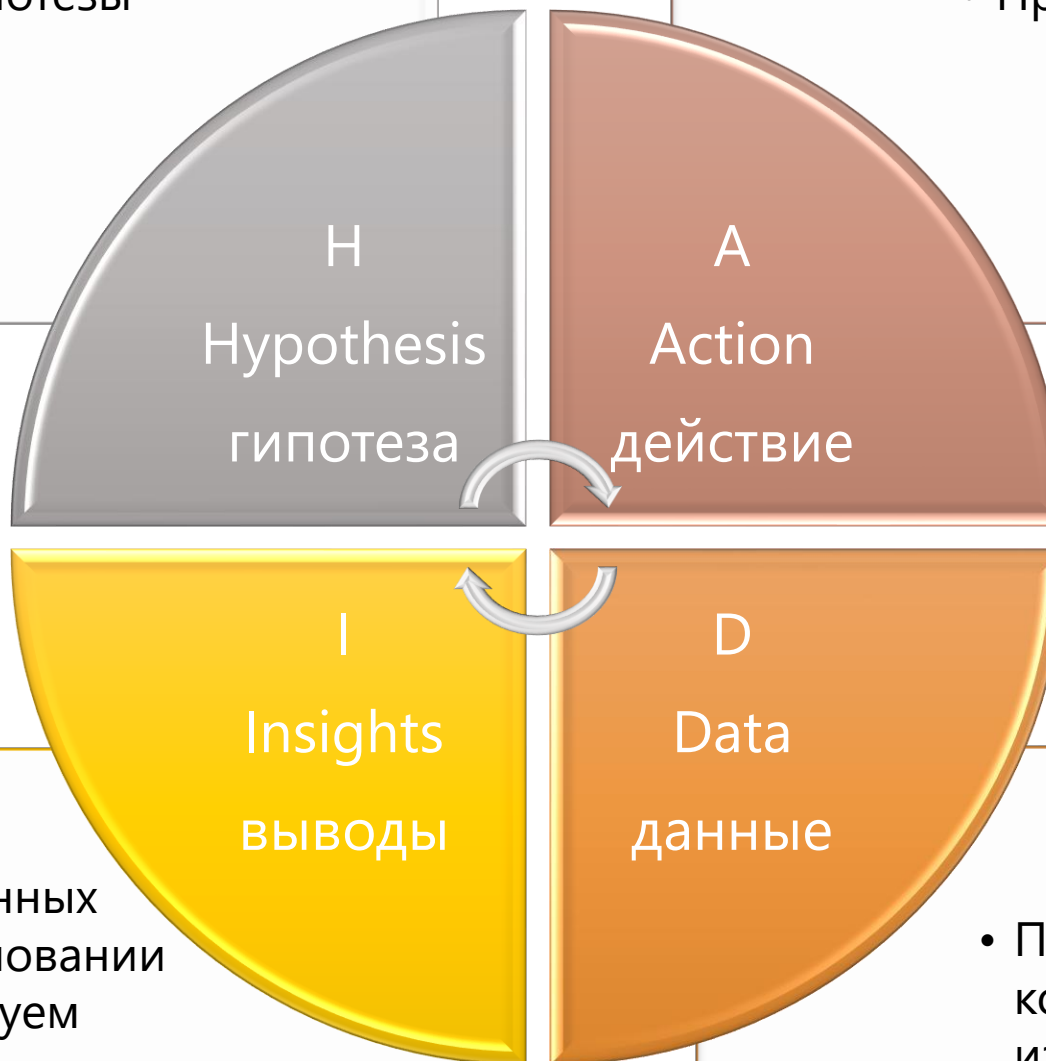 H
Hypothesis
гипотеза
A
Action
действие
I
Insights
выводы
D
Data
данные